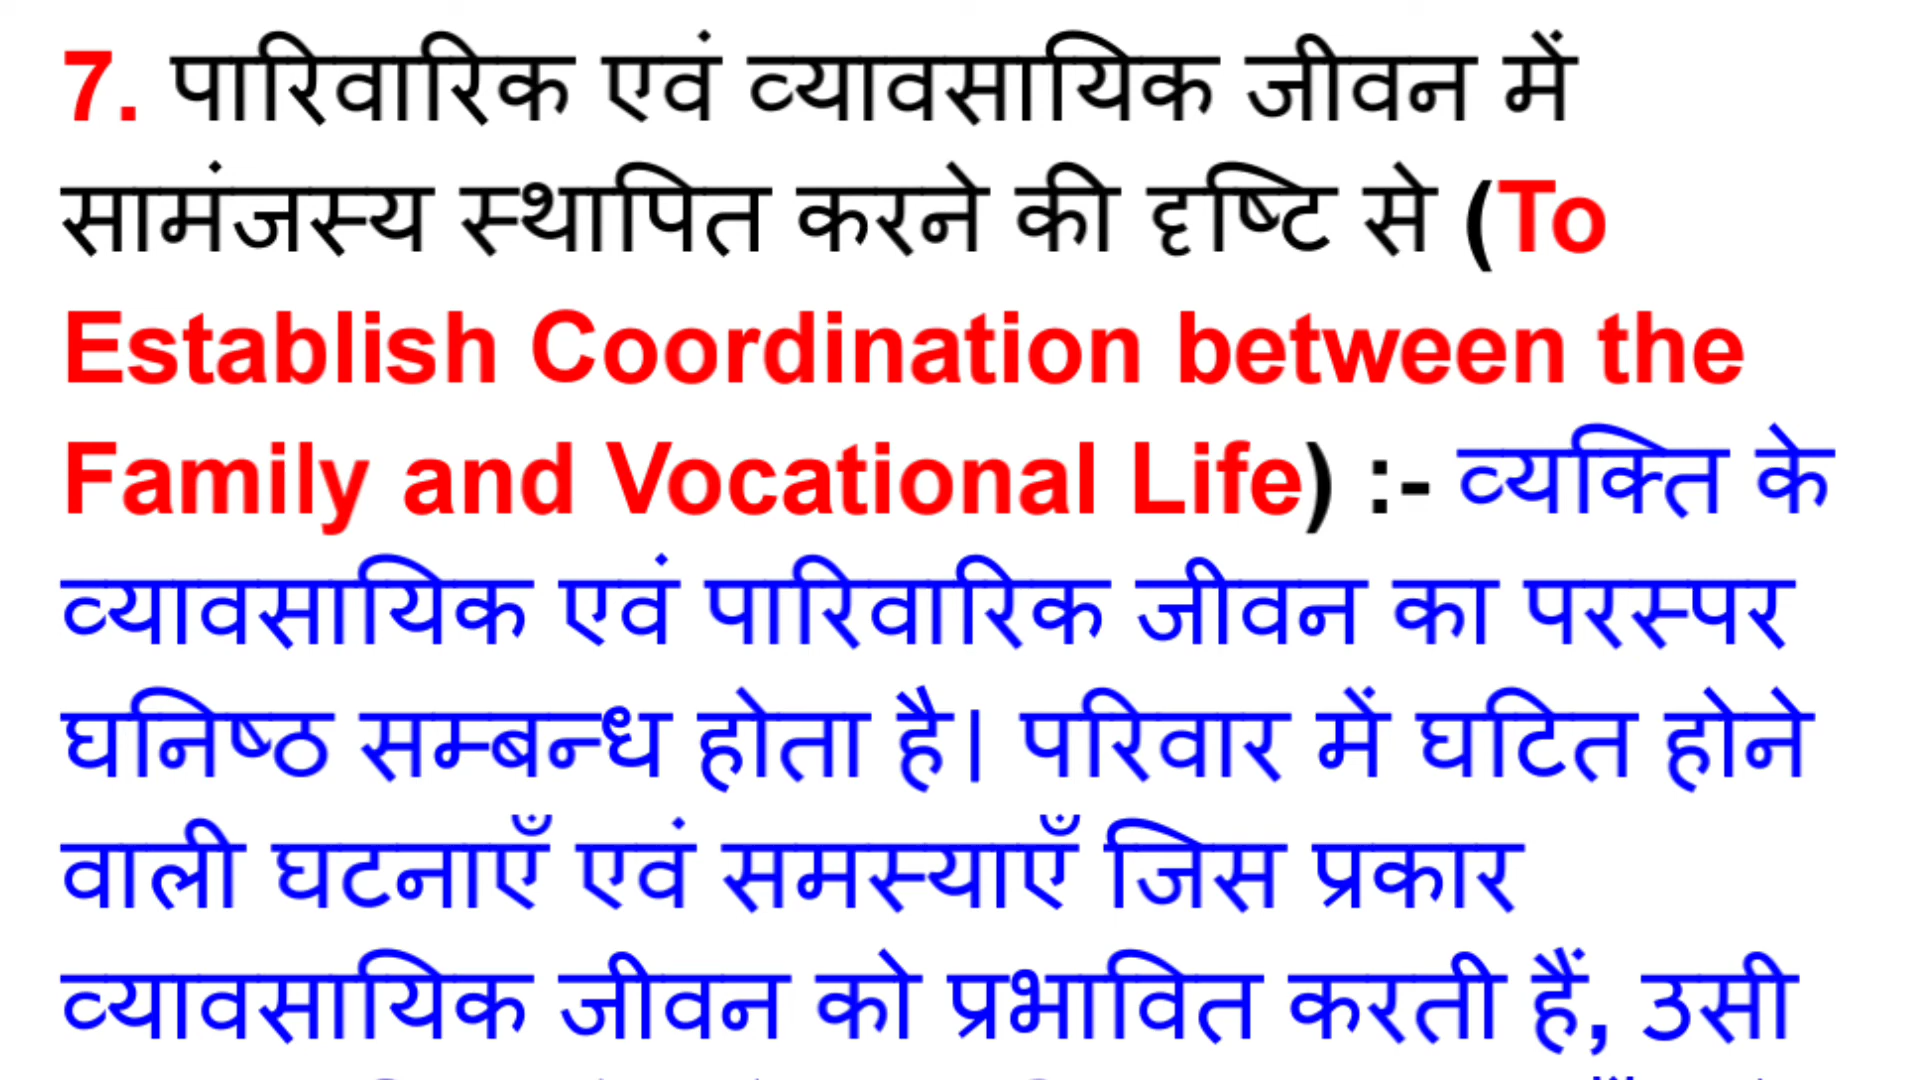 7. पारिवारिक एवं व्यावसायिक जीवन में
सामंजस्य स्थापित करने की दृष्टि से (To
Establish Coordination between the
Family and Vocational Life) :- व्यक्ति के
व्यावसायिक एवं पारिवारिक जीवन का परस्पर
घनिष्ठ सम्बन्ध होता है। परिवार में घटित होने
वाली घटनाएँ एवं समस्याएँ जिस प्रकार
व्यावसायिक जीवन को प्रभावित करती हैं, उसी